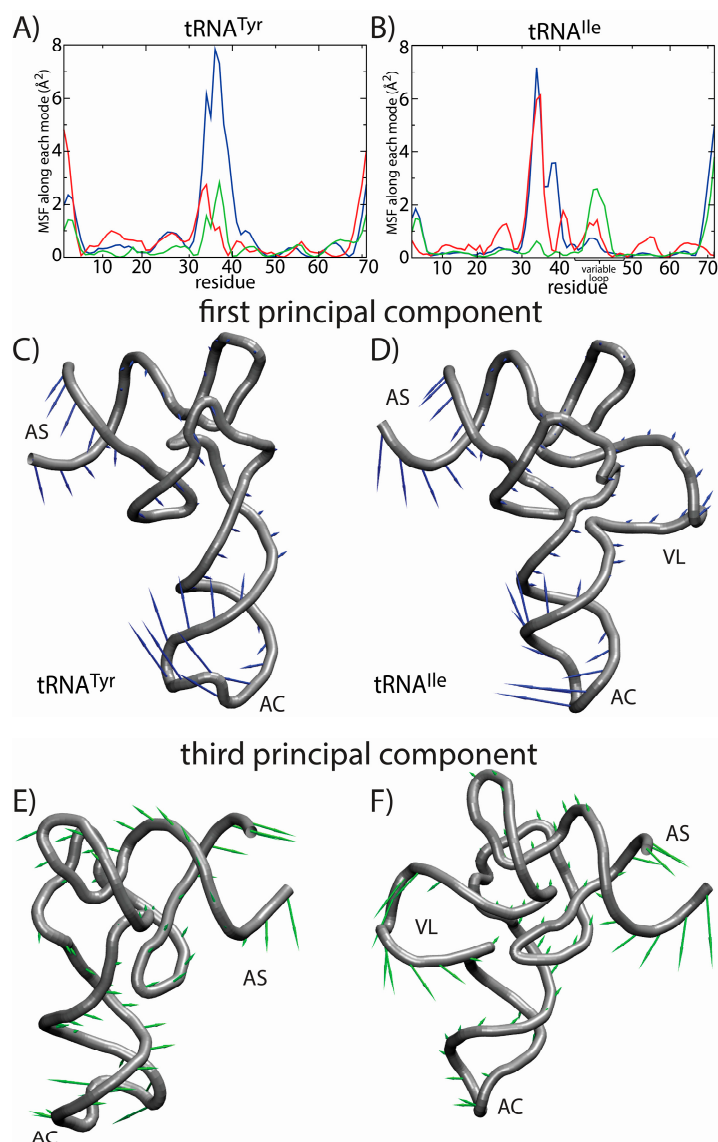 A)
tRNATyr
MSF along each mode (Å2)
8
6
4
2
0
10 20 30 40 50 60 70
residue
B)
tRNAIle
MSF along each mode (Å2)
8
6
4
2
0
10 20 30 40 50 60 70
variable
loop
residue
first principal component
C)
AS
tRNATyr
AC
D)
AS
VL
tRNAIle
AC
third principal component
E)
AS
AC
F)
AS
VL
AC